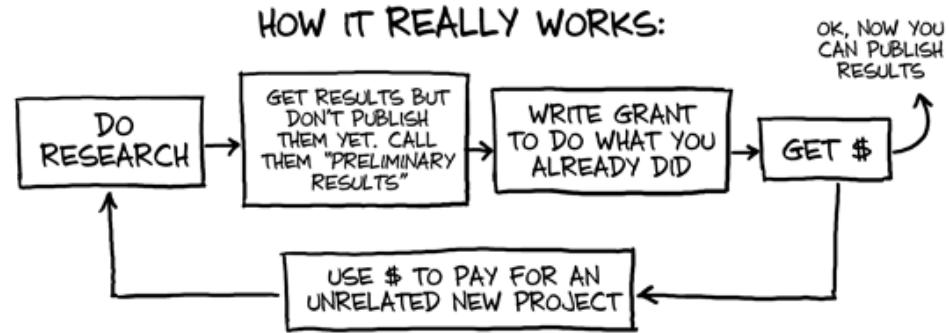 HOW IT REALLY WORKS:
OK, NOW YOU
CAN PUBLISH
RESULTS
DO
RESEARCH
GET RESULTS BUT
DON'T PUBLISH
THEM YET. CALL
THEM "PRELIMINARY
RESULTS"
WRITE GRANT
TO DO WHAT YOU
ALREADY DID
GET $
USE $ TO PAY FOR AN
UNRELATED NEW PROJECT